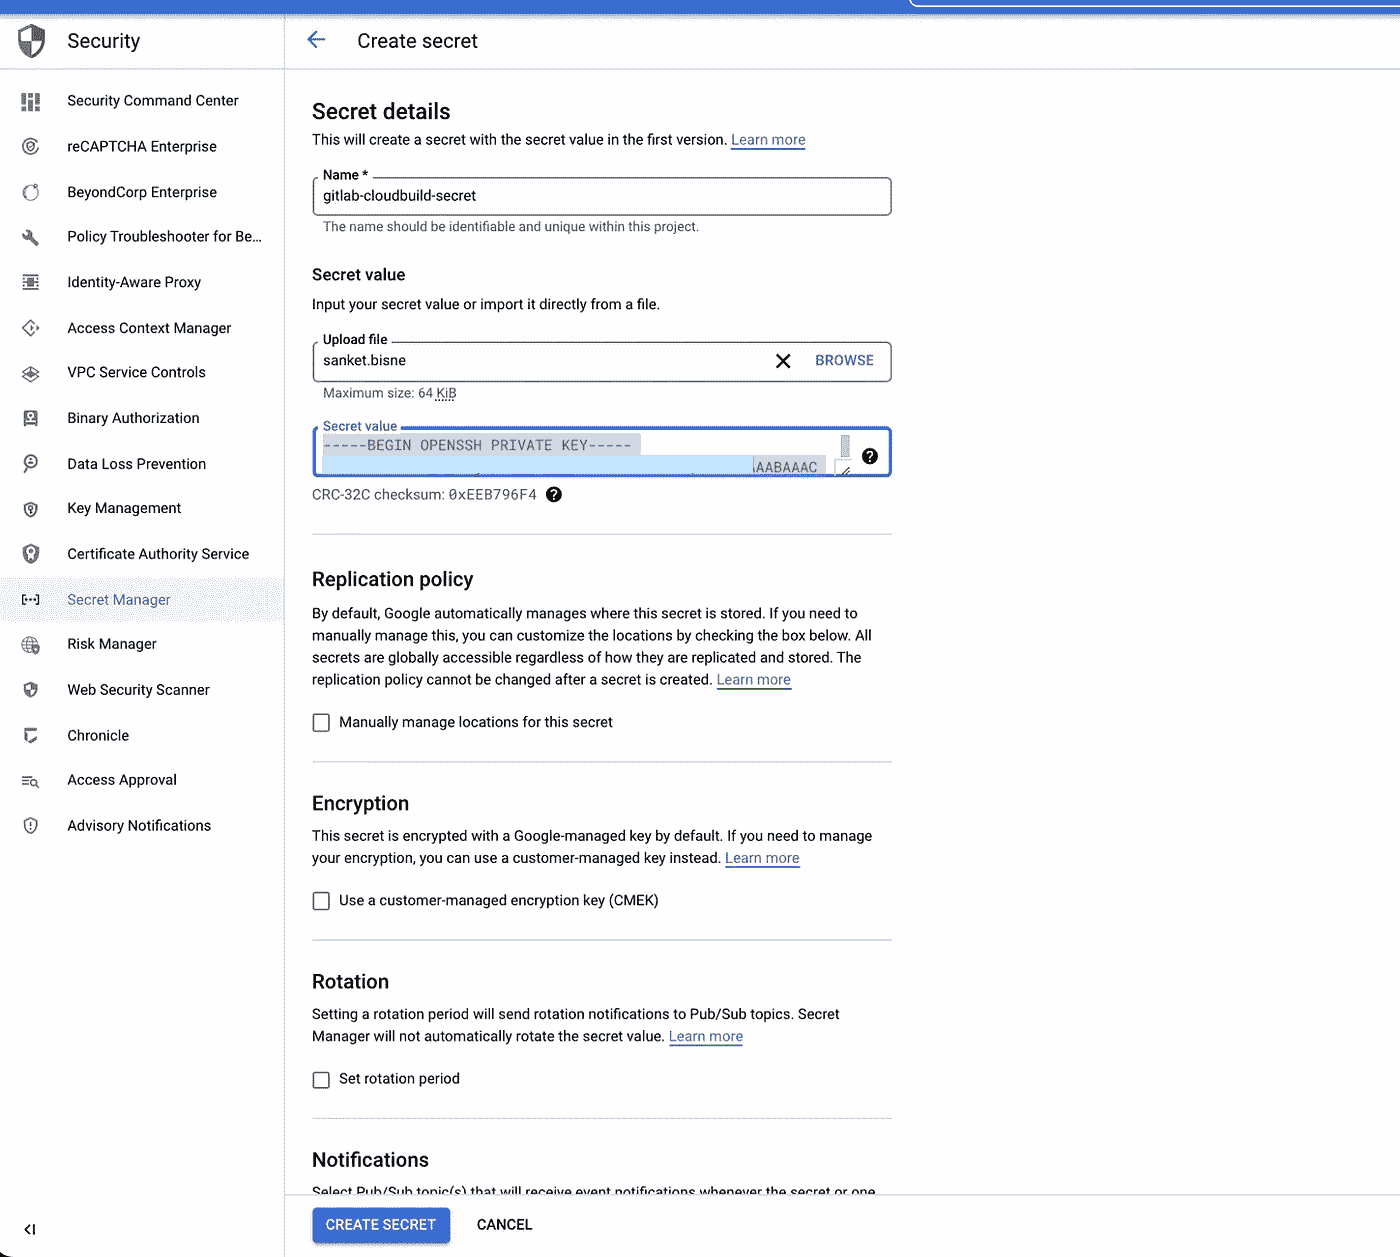 Security
Create secret
Security Command Center
reCAPTCHA Enterprise
BeyondCorp Enterprise
Policy Troubleshooter for Be...
Identity-Aware Proxy
Access Context Manager
VPC Service Controls
Binary Authorization
Data Loss Prevention
Key Management
Certificate Authority Service
Secret Manager
Risk Manager
Web Security Scanner
Chronicle
Access Approval
Advisory Notifications
Secret details
This will create a secret with the secret value in the first version. Learn more
Name *
gitlab-cloudbuild-secret
The name should be identifiable and unique within this project.
Secret value
Input your secret value or import it directly from a file.
Upload file
sanket.bisne
BROWSE
Maximum size: 64 KiB
Secret value
-----BEGIN OPENSSH PRIVATE KEY-----
AABAAAC
CRC-32C checksum: 0xEEB796F4
Replication policy
By default, Google automatically manages where this secret is stored. If you need to
manually manage this, you can customize the locations by checking the box below. All
secrets are globally accessible regardless of how they are replicated and stored. The
replication policy cannot be changed after a secret is created. Learn more
Manually manage locations for this secret
Encryption
This secret is encrypted with a Google-managed key by default. If you need to manage
your encryption, you can use a customer-managed key instead. Learn more
Use a customer-managed encryption key (CMEK)
Rotation
Setting a rotation period will send rotation notifications to Pub/Sub topics. Secret
Manager will not automatically rotate the secret value. Learn more
Set rotation period
Notifications
Select Pub/Sub topic(s) that will receive event notifications whenever the secret or one
CREATE SECRET
CANCEL